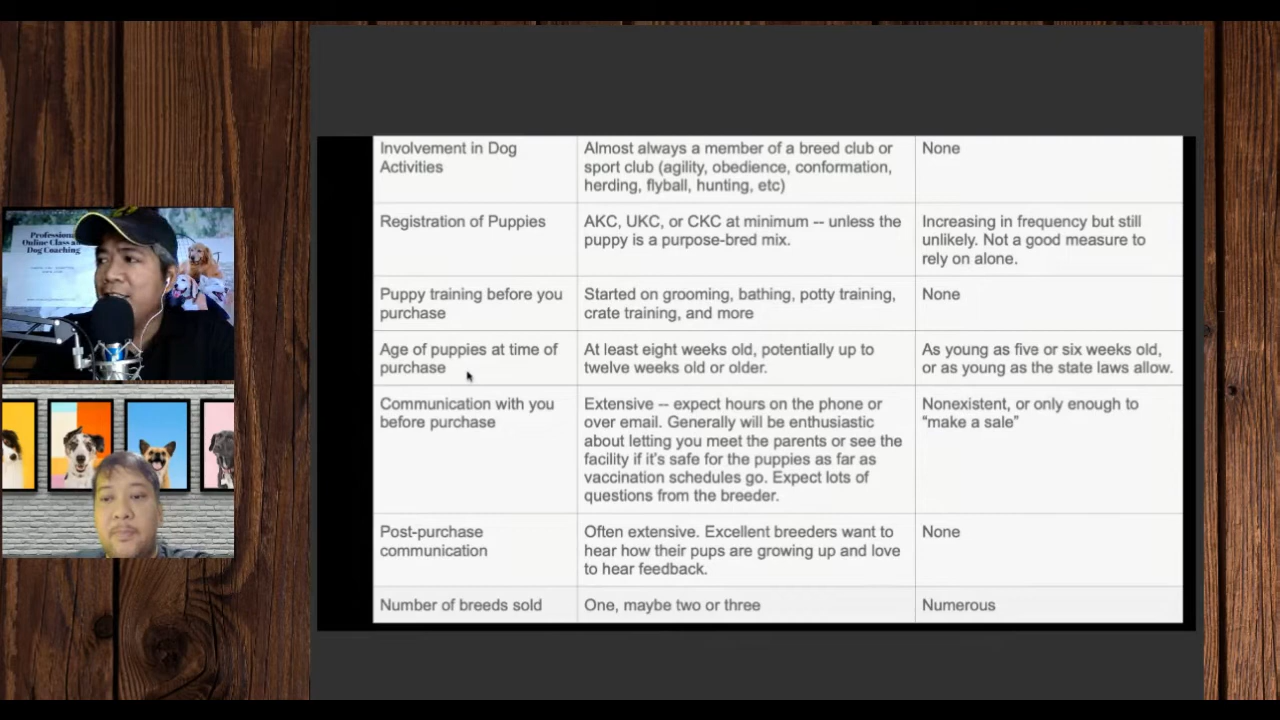 Professional
Online Class and
Dog Coaching
Involvement in Dog
Activities
Almost always a member of a breed club or
sport club (agility, obedience, conformation,
herding, flyball, hunting, etc)
None
Registration of Puppies
AKC, UKC, or CKC at minimum -- unless the
puppy is a purpose-bred mix.
Increasing in frequency but still
unlikely. Not a good measure to
rely on alone.
Puppy training before you
purchase
Started on grooming, bathing, potty training,
crate training, and more
None
Age of puppies at time of
purchase
At least eight weeks old, potentially up to
twelve weeks old or older.
As young as five or six weeks old,
or as young as the state laws allow.
Communication with you
before purchase
Extensive -- expect hours on the phone or
over email. Generally will be enthusiastic
about letting you meet the parents or see the
facility if it's safe for the puppies as far as
vaccination schedules go. Expect lots of
questions from the breeder.
Nonexistent, or only enough to
“make a sale”
Post-purchase
communication
Often extensive. Excellent breeders want to
hear how their pups are growing up and love
to hear feedback.
None
Number of breeds sold
One, maybe two or three
Numerous